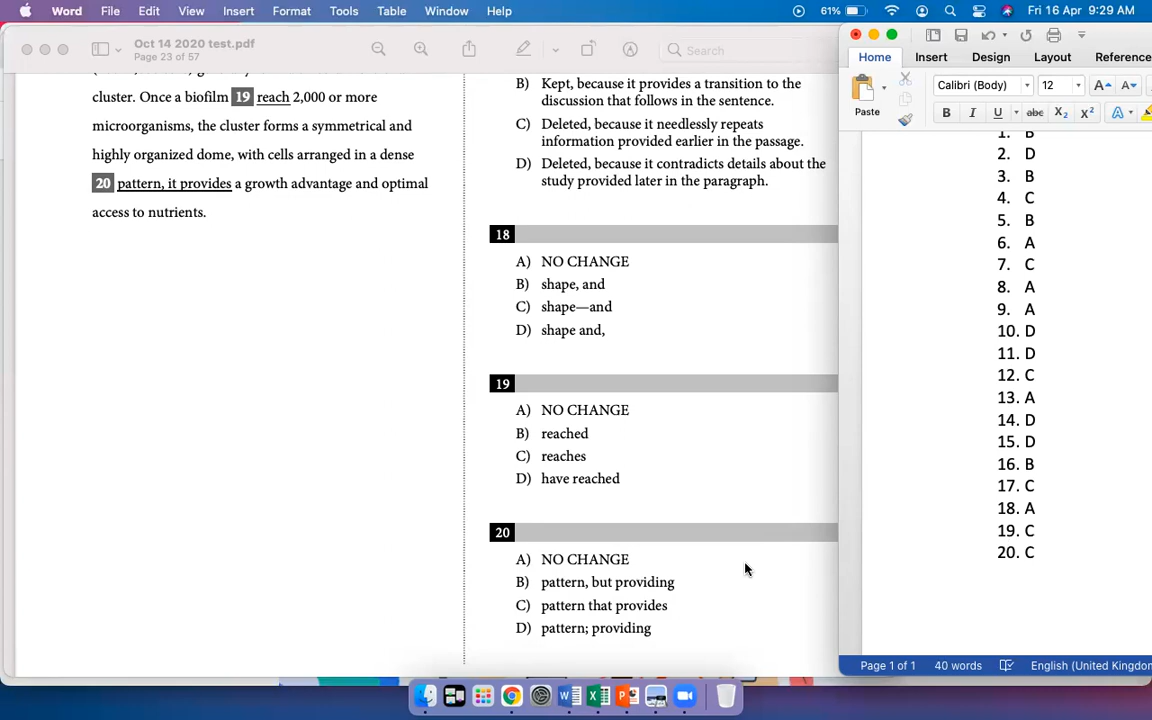 Word File Edit View Insert Format Tools Table Window Help 61% Fri 16 Apr 9:29 AM
Oct 14 2020 test.pdf
Page 23 of 57
Search
Home Insert Design Layout Reference
Calibri (Body) 12 A A
Paste
B I U abc X2 X2 A
cluster. Once a biofilm 19 reach 2,000 or more
microorganisms, the cluster forms a symmetrical and
highly organized dome, with cells arranged in a dense
20 pattern, it provides a growth advantage and optimal
access to nutrients.
B) Kept, because it provides a transition to the
discussion that follows in the sentence.
C) Deleted, because it needlessly repeats
information provided earlier in the passage.
D) Deleted, because it contradicts details about the
study provided later in the paragraph.
18
A) NO CHANGE
B) shape, and
C) shape—and
D) shape and,
19
A) NO CHANGE
B) reached
C) reaches
D) have reached
20
A) NO CHANGE
B) pattern, but providing
C) pattern that provides
D) pattern; providing
1. B
2. D
3. B
4. C
5. B
6. A
7. C
8. A
9. A
10. D
11. D
12. C
13. A
14. D
15. D
16. B
17. C
18. A
19. C
20. C
Page 1 of 1 40 words English (United Kingdom